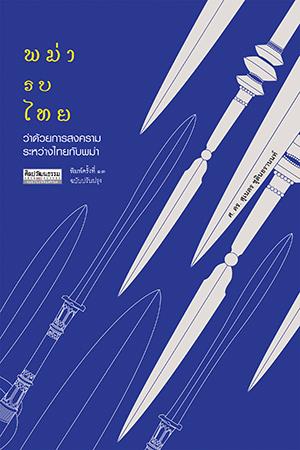 พม่า
รบ
ไทย
ว่าด้วยการสงคราม
ระหว่างไทยกับพม่า
ศิลปวัฒนธรรม
พิมพ์ครั้งที่ ๑๓
ฉบับปรับปรุง
ศ. ดร. สุเนตร ชุตินธรานนท์